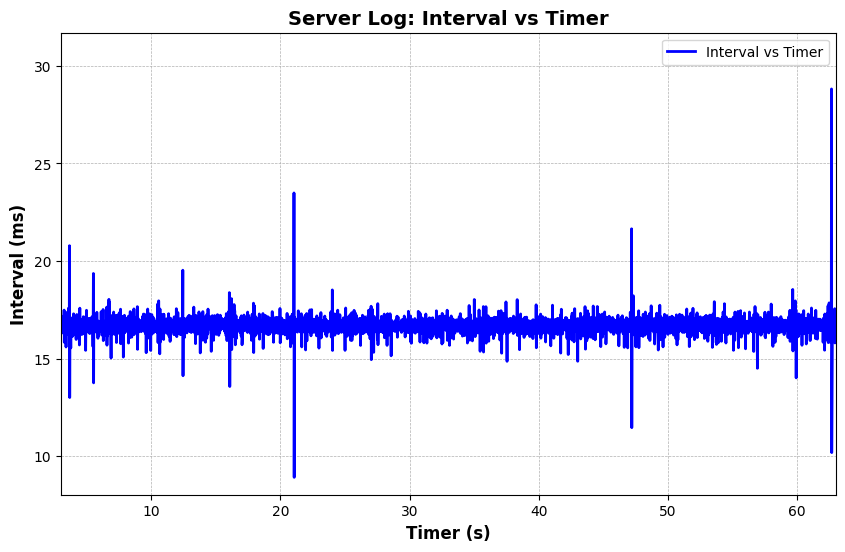 Server Log: Interval vs Timer
Interval vs Timer
Interval (ms)
30
25
20
15
10
10 20 30 40 50 60
Timer (s)